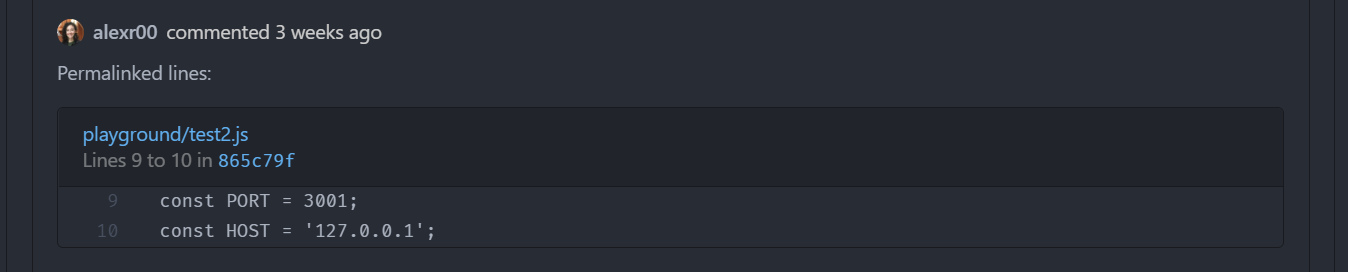 alexr00 commented 3 weeks ago
Permalinked lines:
playground/test2.js
Lines 9 to 10 in 865c79f
9 const PORT = 3001;
10 const HOST = '127.0.0.1';